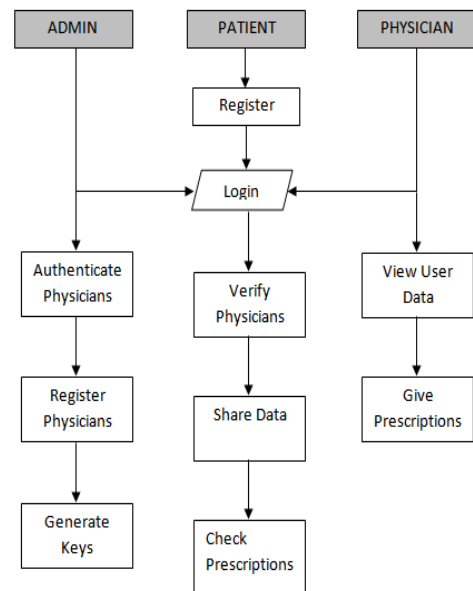 ADMIN
PATIENT
PHYSICIAN
Register
Login
Authenticate
Physicians
Verify
Physicians
View User
Data
Register
Physicians
Share Data
Give
Prescriptions
Generate
Keys
Check
Prescriptions